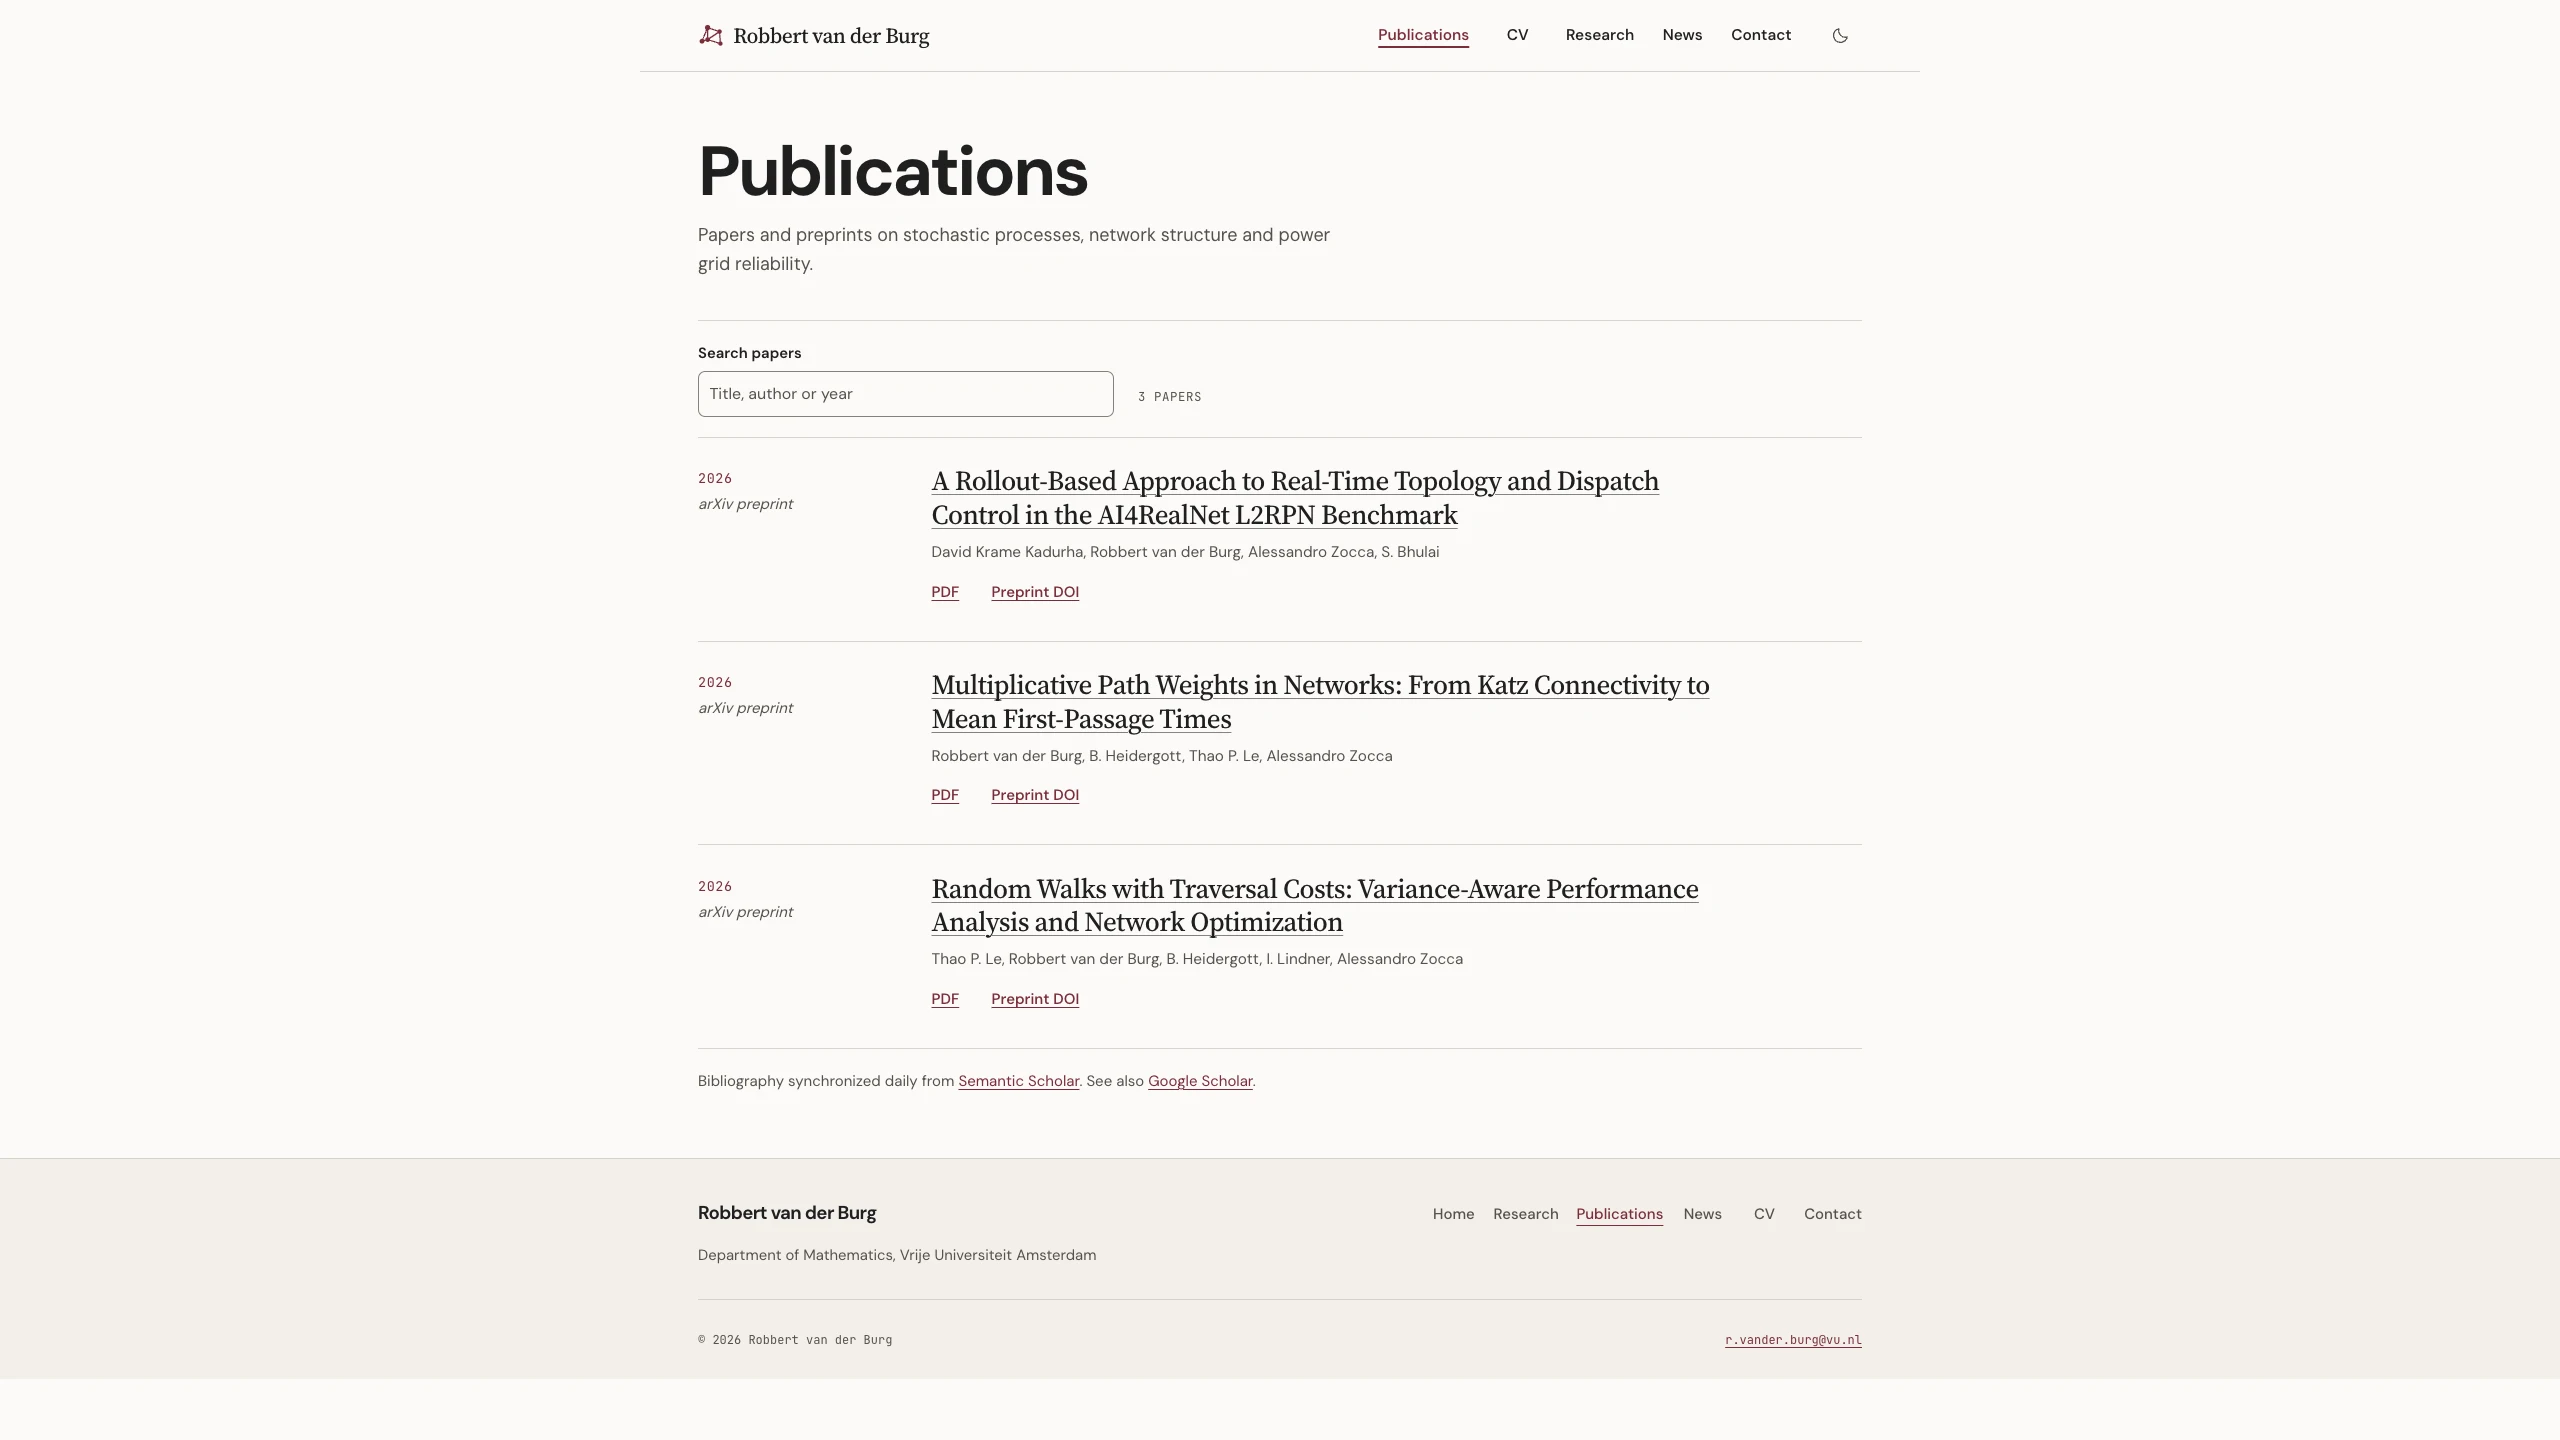 Robbert van der Burg
Publications CV Research News Contact
Publications
Papers and preprints on stochastic processes, network structure and power
grid reliability.
Search papers
Title, author or year
3 PAPERS
2026
arXiv preprint
A Rollout-Based Approach to Real-Time Topology and Dispatch
Control in the AI4RealNet L2RPN Benchmark
David Krame Kadurha, Robbert van der Burg, Alessandro Zocca, S. Bhulai
PDF Preprint DOI
2026
arXiv preprint
Multiplicative Path Weights in Networks: From Katz Connectivity to
Mean First-Passage Times
Robbert van der Burg, B. Heidergott, Thao P. Le, Alessandro Zocca
PDF Preprint DOI
2026
arXiv preprint
Random Walks with Traversal Costs: Variance-Aware Performance
Analysis and Network Optimization
Thao P. Le, Robbert van der Burg, B. Heidergott, I. Lindner, Alessandro Zocca
PDF Preprint DOI
Bibliography synchronized daily from Semantic Scholar. See also Google Scholar.
Robbert van der Burg
Home Research Publications News CV Contact
Department of Mathematics, Vrije Universiteit Amsterdam
© 2026 Robbert van der Burg
r.vander.burg@vu.nl